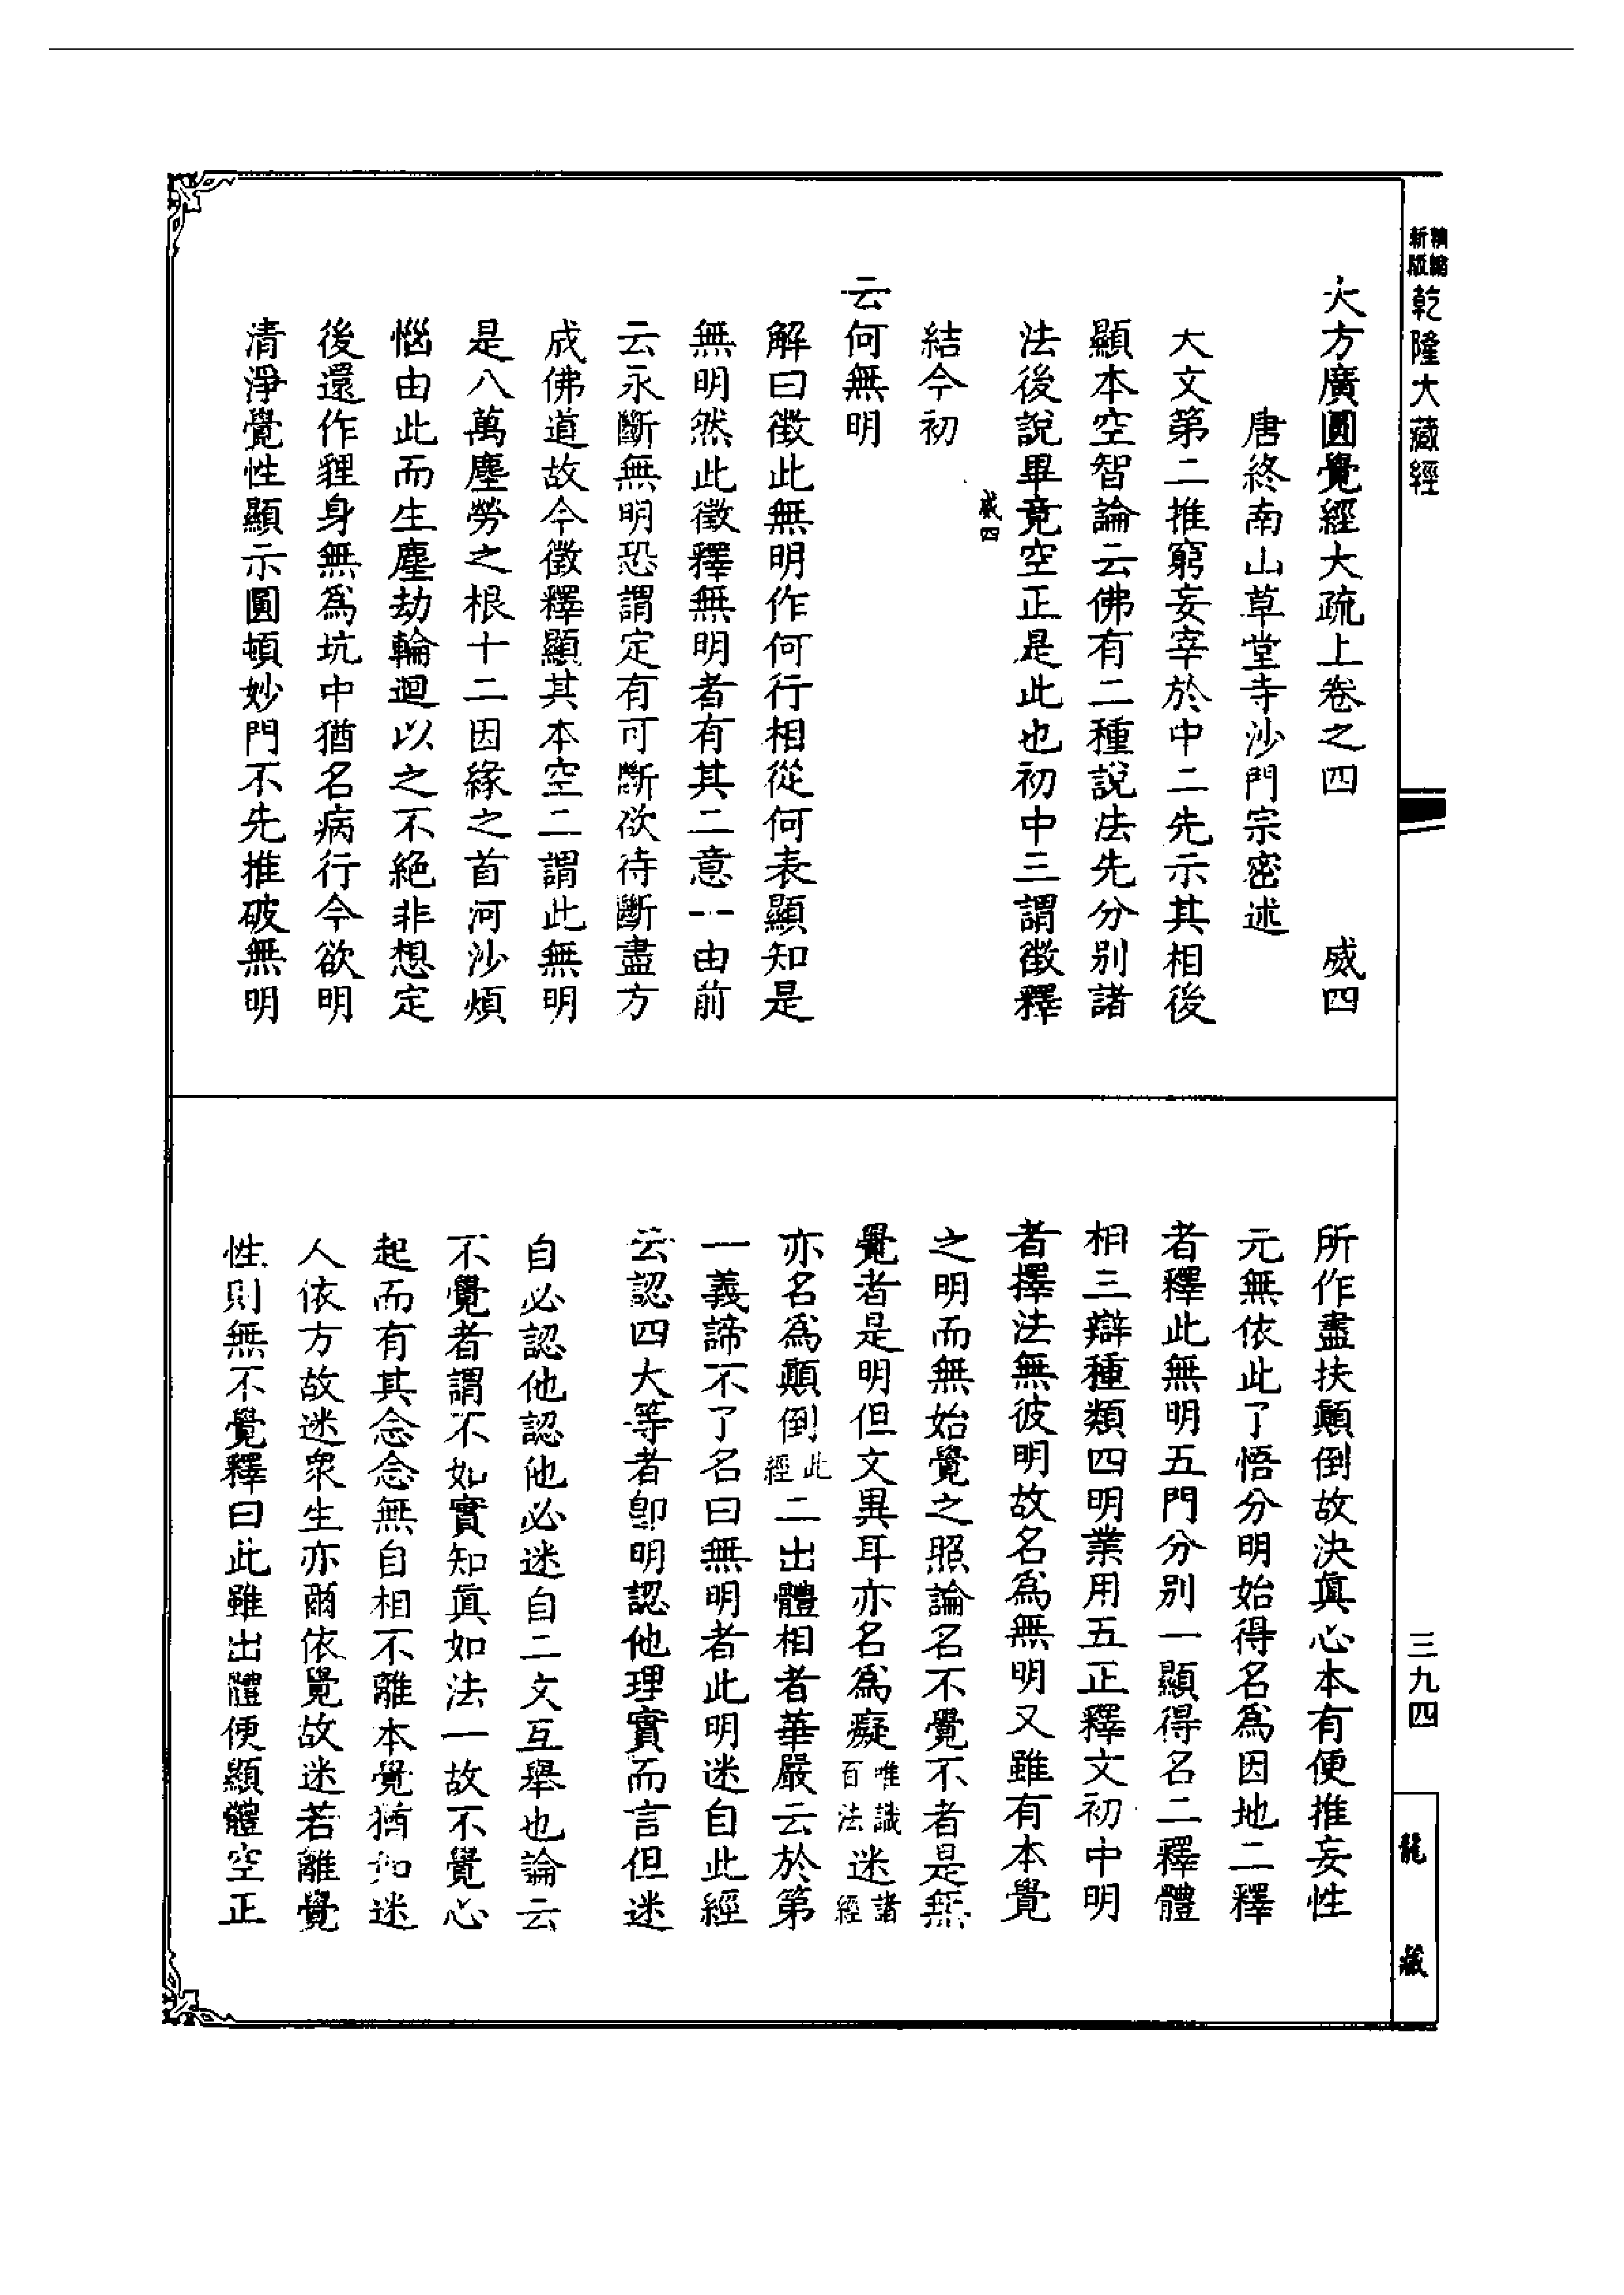 精縮新版乾隆大藏經
大方廣圓覺經大疏上卷之四　威四
唐終南山草堂寺沙門宗密述
大文第二推窮妄宰於中二先示其相後
顯本空智論云佛有二種說法先分別諸
法後說畢竟空正是此也初中三謂徵釋
威四
結今初
云何無明
解曰徵此無明作何行相從何表顯知是
無明然此徵釋無明者有其二意一由前
云永斷無明恐謂定有可斷欲待斷盡方
成佛道故今徵釋顯其本空二謂此無明
是八萬塵勞之根十二因緣之首河沙煩
惱由此而生塵劫輪迴以之不絕非想定
後還作貍身無為坑中猶名病行今欲明
清淨覺性顯示圓頓妙門不先推破無明
所作盡扶顛倒故決真心本有便推妄性
元無依此了悟分明始得名為因地二釋
者釋此無明五門分別一顯得名二釋體
相三辯種類四明業用五正釋文初中明
者擇法無彼明故名為無明又雖有本覺
之明而無始覺之照論名不覺不者是無
覺者是明但文異耳亦名為癡唯識百法迷諸經
亦名為顛倒此經二出體相者華嚴云於第
一義諦不了名曰無明者此明迷自此經
云認四大等者即明認他理實而言但迷
自必認他認他必迷自二文互舉也論云
不覺者謂不如實知真如法一故不覺心
起而有其念念無自相不離本覺猶如迷
人依方故迷眾生亦爾依覺故迷若離覺
性則無不覺釋曰此雖出體便顯體空正
三九四
龍藏